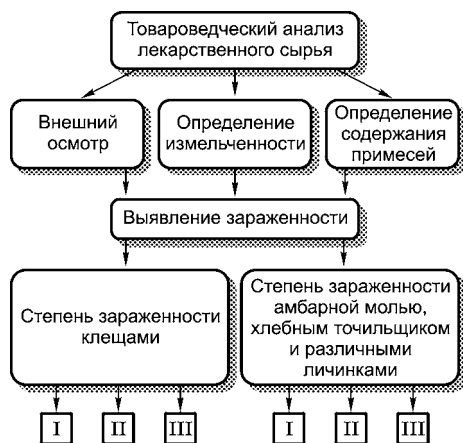 Товароведческий анализ
лекарственного сырья
Внешний
осмотр
Определение
измельченности
Определение
содержания
примесей
Выявление зараженности
Степень зараженности
клещами
Степень зараженности
амбарной молью,
хлебным точильщиком
и различными
личинками
I
II
III
I
II
III